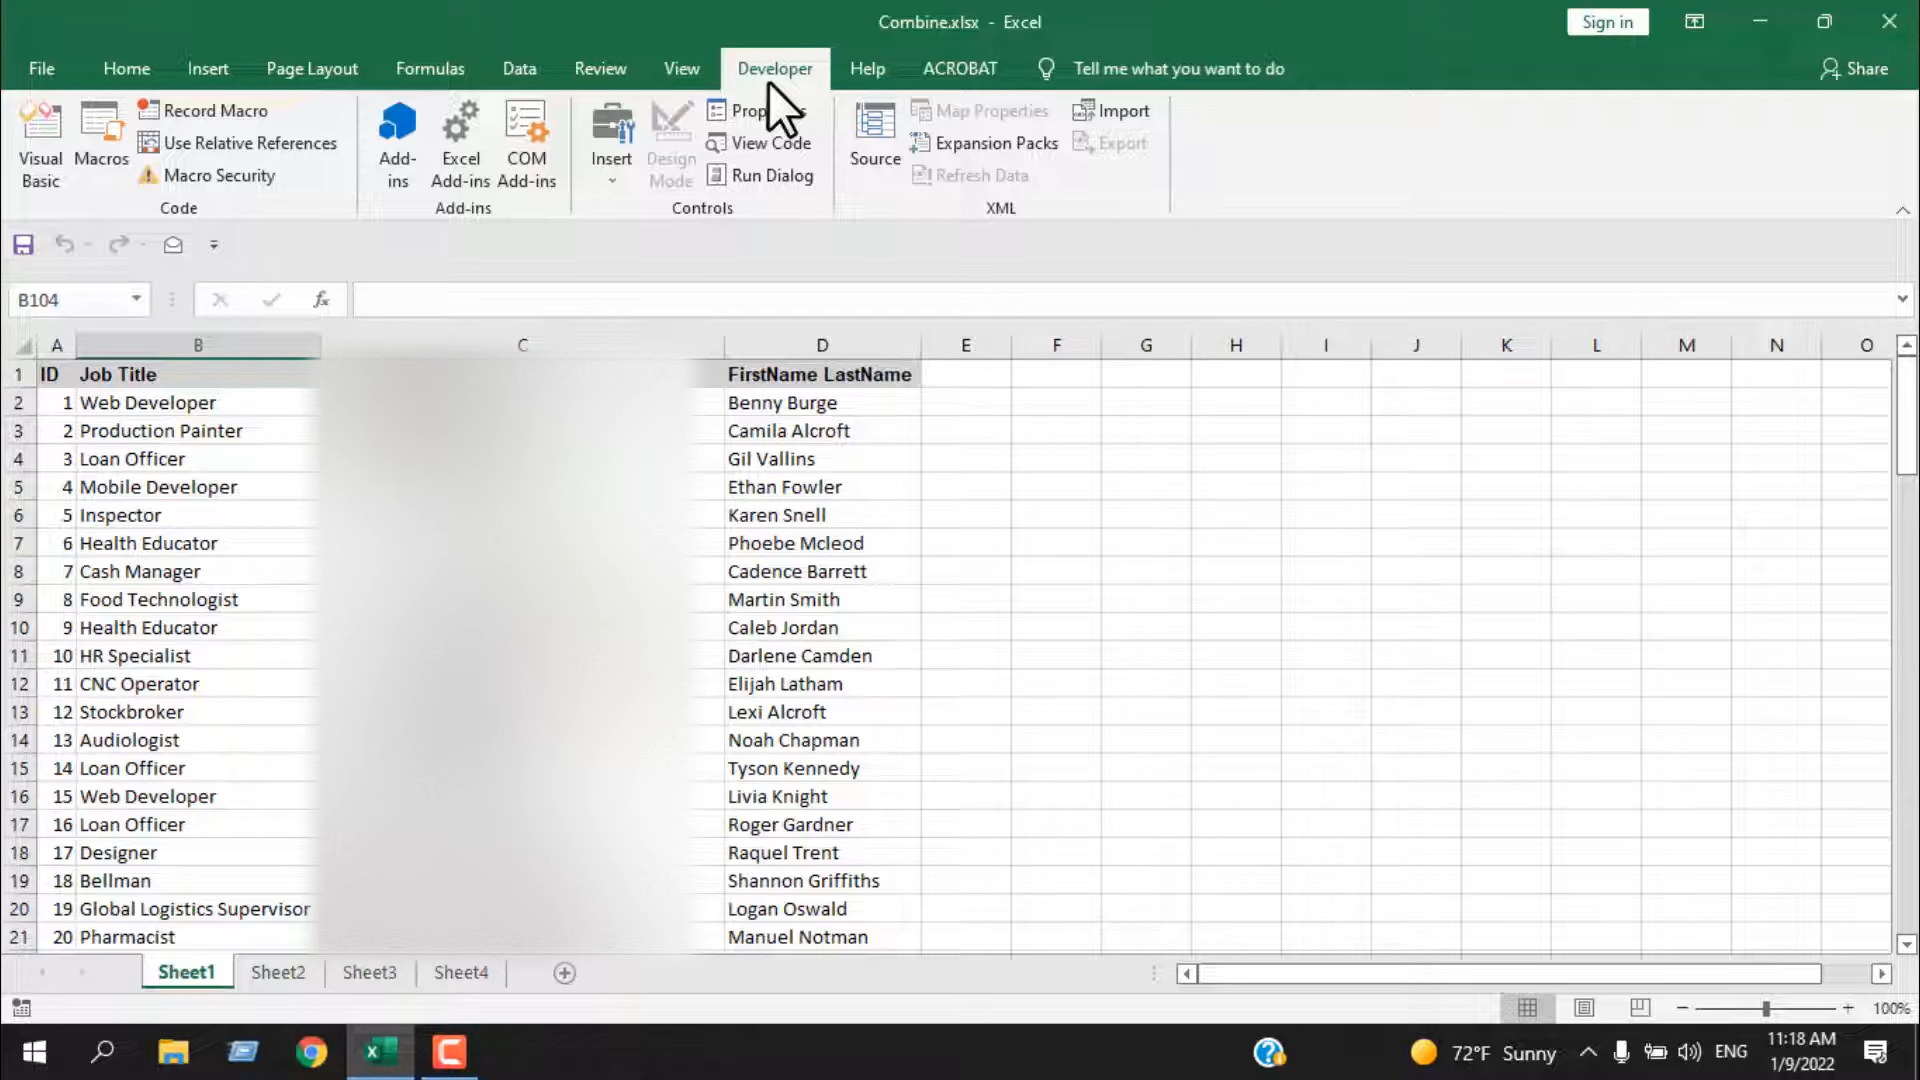 Combine.xlsx - Excel
Sign in
File Home Insert Page Layout Formulas Data Review View Developer Help ACROBAT Tell me what you want to do Share
Visual Basic
Macros
Record Macro
Use Relative References
Macro Security
Code
Add-ins
Excel Add-ins
COM Add-ins
Add-ins
Insert
Design Mode
View Code
Run Dialog
Controls
Source
Map Properties
Expansion Packs
Refresh Data
Import
Export
XML
B104
fx
A B C D E F G H I J K L M N O
1 ID Job Title FirstName LastName
2 1 Web Developer Benny Burge
3 2 Production Painter Camila Alcroft
4 3 Loan Officer Gil Vallins
5 4 Mobile Developer Ethan Fowler
6 5 Inspector Karen Snell
7 6 Health Educator Phoebe Mcleod
8 7 Cash Manager Cadence Barrett
9 8 Food Technologist Martin Smith
10 9 Health Educator Caleb Jordan
11 10 HR Specialist Darlene Camden
12 11 CNC Operator Elijah Latham
13 12 Stockbroker Lexi Alcroft
14 13 Audiologist Noah Chapman
15 14 Loan Officer Tyson Kennedy
16 15 Web Developer Livia Knight
17 16 Loan Officer Roger Gardner
18 17 Designer Raquel Trent
19 18 Bellman Shannon Griffiths
20 19 Global Logistics Supervisor Logan Oswald
21 20 Pharmacist Manuel Notman
Sheet1 Sheet2 Sheet3 Sheet4
100%
72°F Sunny
ENG
11:18 AM
1/9/2022